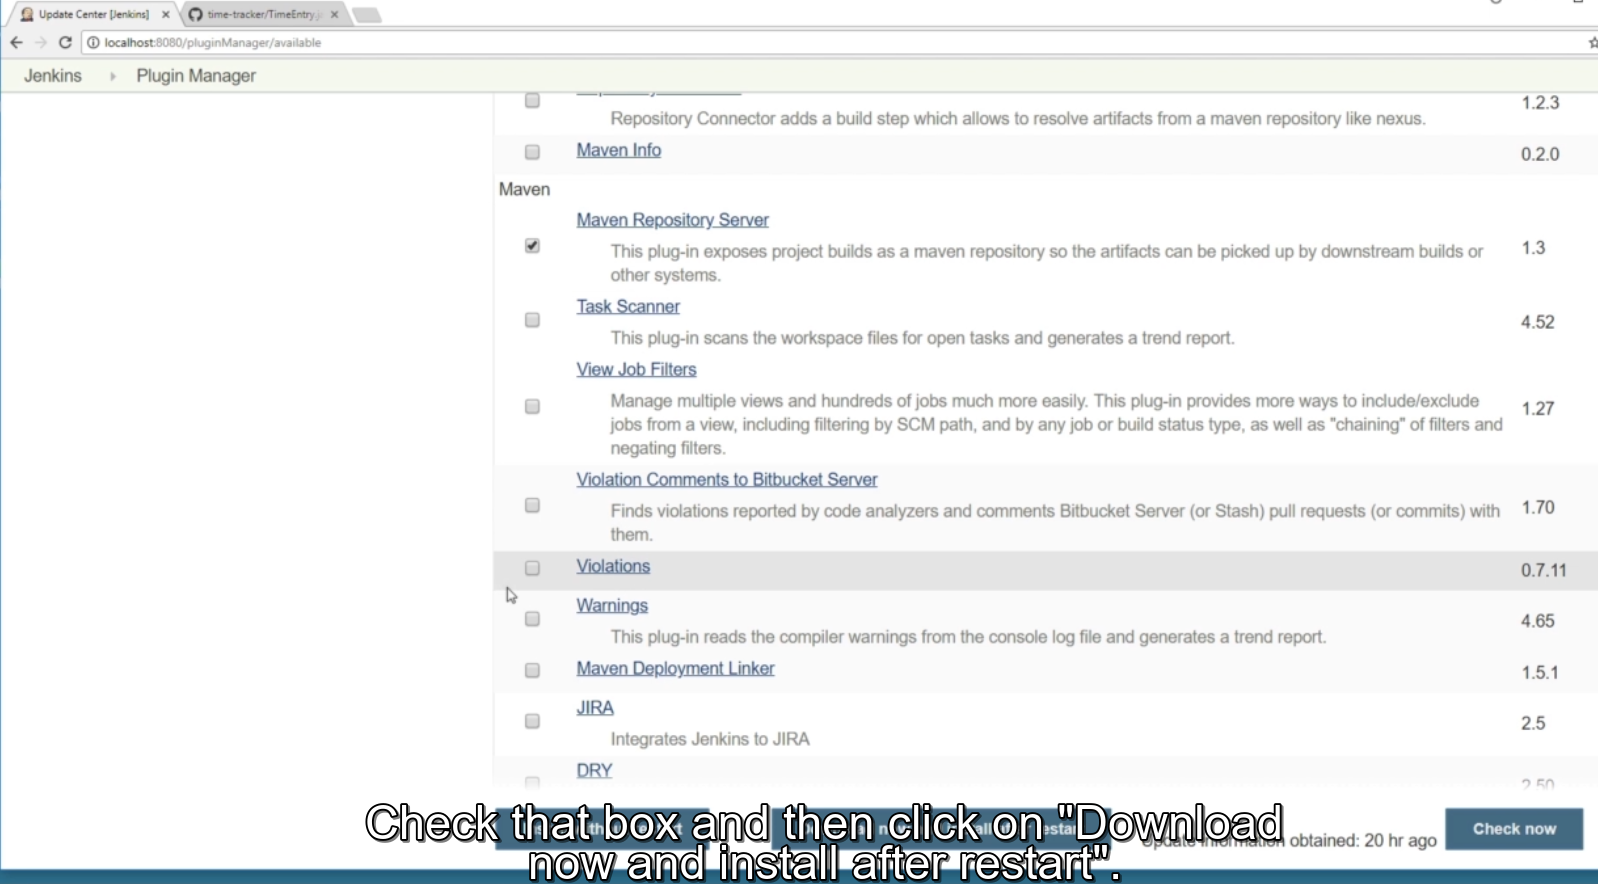 Update Center [Jenkins]
time-tracker/TimeEntry.j
localhost:8080/pluginManager/available
Jenkins
Plugin Manager
1.2.3
Repository Connector adds a build step which allows to resolve artifacts from a maven repository like nexus.
Maven Info
0.2.0
Maven
Maven Repository Server
This plug-in exposes project builds as a maven repository so the artifacts can be picked up by downstream builds or
other systems.
1.3
Task Scanner
This plug-in scans the workspace files for open tasks and generates a trend report.
4.52
View Job Filters
Manage multiple views and hundreds of jobs much more easily. This plug-in provides more ways to include/exclude
jobs from a view, including filtering by SCM path, and by any job or build status type, as well as "chaining" of filters and
negating filters.
1.27
Violation Comments to Bitbucket Server
Finds violations reported by code analyzers and comments Bitbucket Server (or Stash) pull requests (or commits) with
them.
1.70
Violations
0.7.11
Warnings
This plug-in reads the compiler warnings from the console log file and generates a trend report.
4.65
Maven Deployment Linker
1.5.1
JIRA
Integrates Jenkins to JIRA
2.5
DRY
2.50
Check that box and then click on "Download
now and install after restart".
Update information obtained: 20 hr ago
Check now